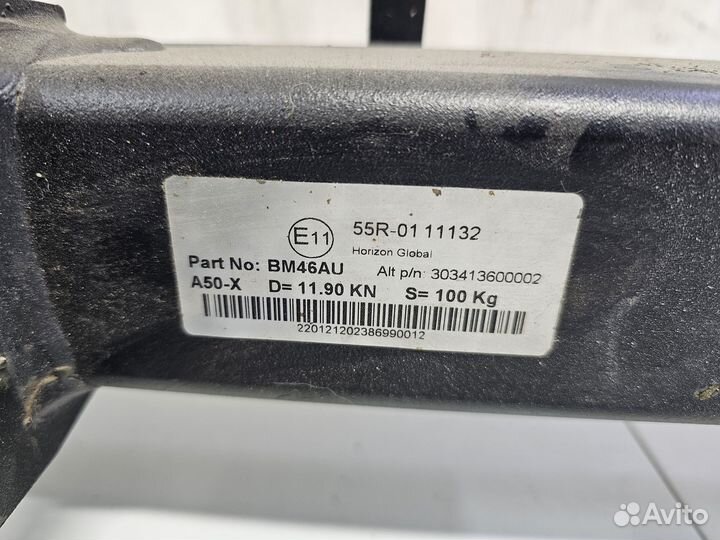 E11 55R-01 11132
Horizon Global
Part No: BM46AU Alt p/n: 303413600002
A50-X D= 11.90 KN S= 100 Kg
220121202386990012
Avito